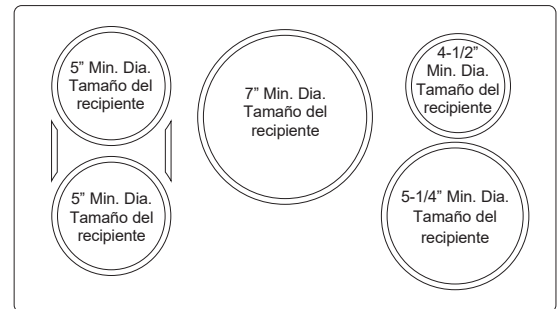 5” Min. Dia.
Tamaño del
recipiente
7” Min. Dia.
Tamaño del
recipiente
4-1/2”
Min. Dia.
Tamaño del
recipiente
5” Min. Dia.
Tamaño del
recipiente
5-1/4” Min. Dia.
Tamaño del
recipiente